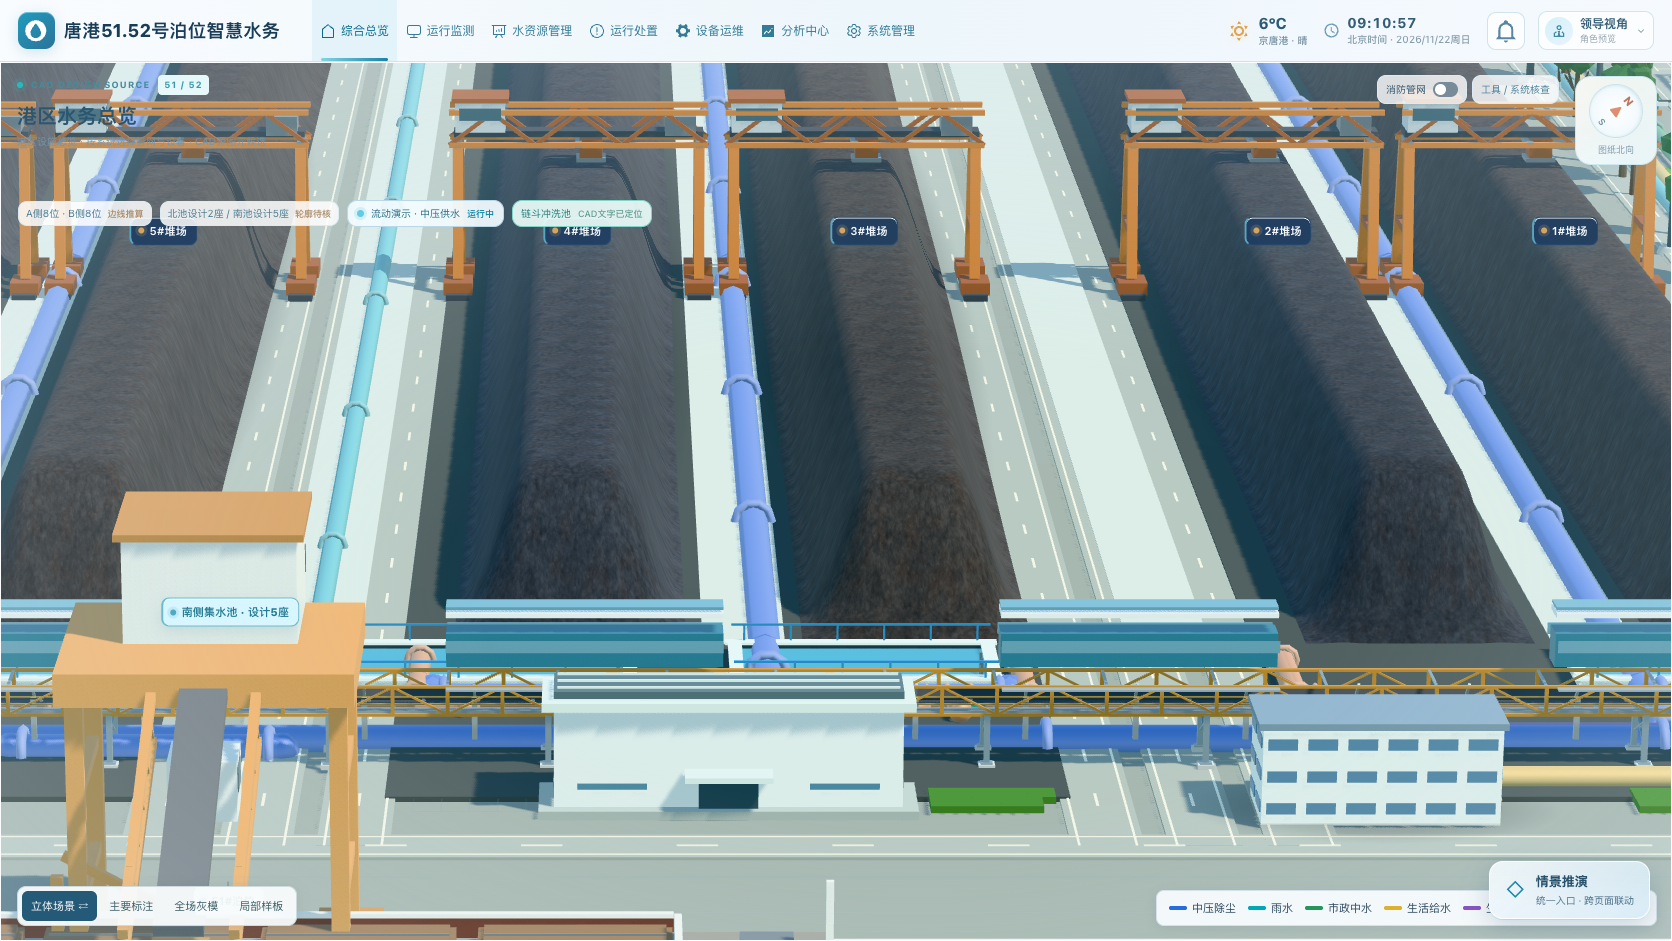 唐港51.52号泊位智慧水务
综合总览
运行监测
水资源管理
运行处置
设备运维
分析中心
系统管理
6°C
京唐港 · 晴
09:10:57
北京时间 · 2026/11/22周日
领导视角
角色预览
SOURCE
51 / 52
港区水务总览
消防管网
工具 / 系统核查
N
S
图纸北向
A侧8位 · B侧8位 边线推算
北池设计2座 / 南池设计5座 轮廓待核
流动演示 · 中压供水 运行中
链斗冲洗池 CAD文字已定位
5#堆场
4#堆场
3#堆场
2#堆场
1#堆场
南侧集水池 · 设计5座
立体场景
主要标注
全场灰模
局部样板
中压除尘
雨水
市政中水
生活给水
情景推演
统一入口 · 跨页面联动